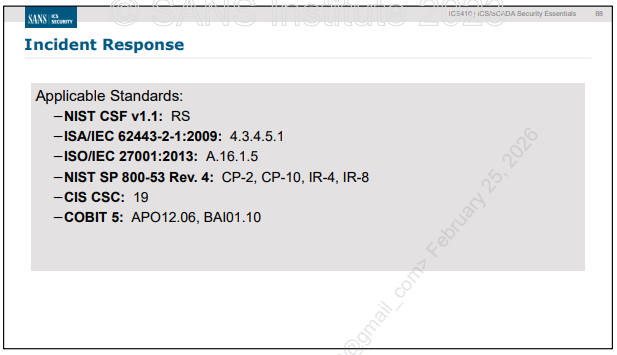 © SANS Institute 2026
SANS ICS SECURITY
ICS410 | ICS/SCADA Security Essentials 88
Incident Response
Applicable Standards:
–NIST CSF v1.1: RS
–ISA/IEC 62443-2-1:2009: 4.3.4.5.1
–ISO/IEC 27001:2013: A.16.1.5
–NIST SP 800-53 Rev. 4: CP-2, CP-10, IR-4, IR-8
–CIS CSC: 19
–COBIT 5: APO12.06, BAI01.10
@gmail_com> February 25, 2026